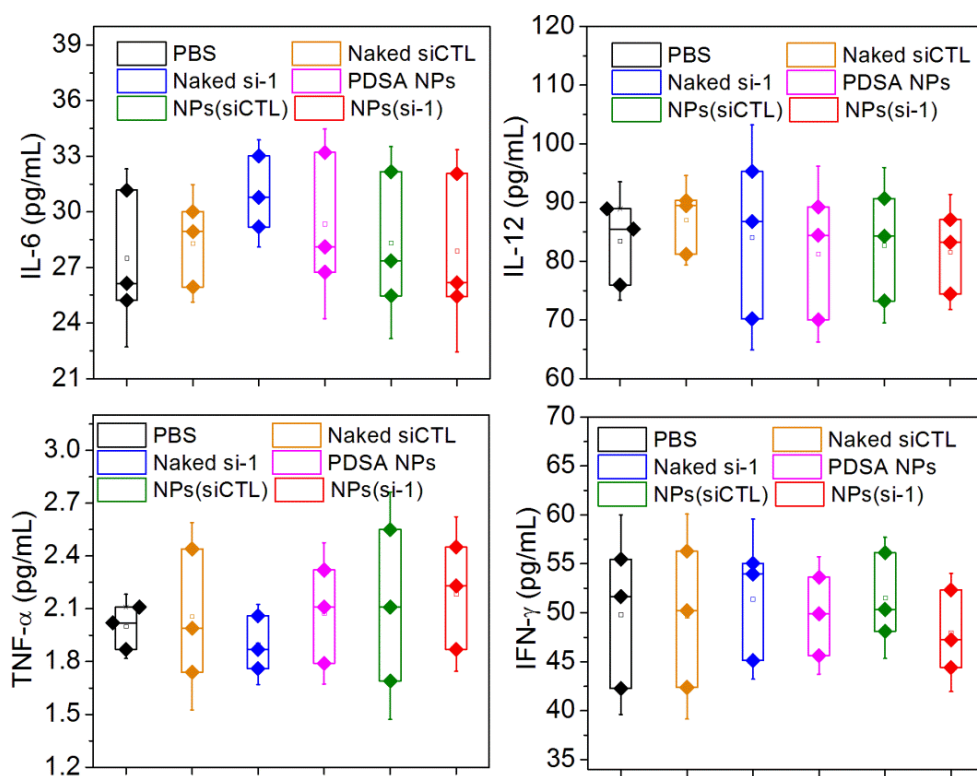 IL-6 (pg/mL)
39
36
33
30
27
24
21
PBS
Naked siCTL
Naked si-1
PDSA NPs
NPs(siCTL)
NPs(si-1)
IL-12 (pg/mL)
120
110
100
90
80
70
60
PBS
Naked siCTL
Naked si-1
PDSA NPs
NPs(siCTL)
NPs(si-1)
TNF-α (pg/mL)
3.0
2.7
2.4
2.1
1.8
1.5
1.2
PBS
Naked siCTL
Naked si-1
PDSA NPs
NPs(siCTL)
NPs(si-1)
IFN-γ (pg/mL)
70
65
60
55
50
45
40
35
PBS
Naked siCTL
Naked si-1
PDSA NPs
NPs(siCTL)
NPs(si-1)